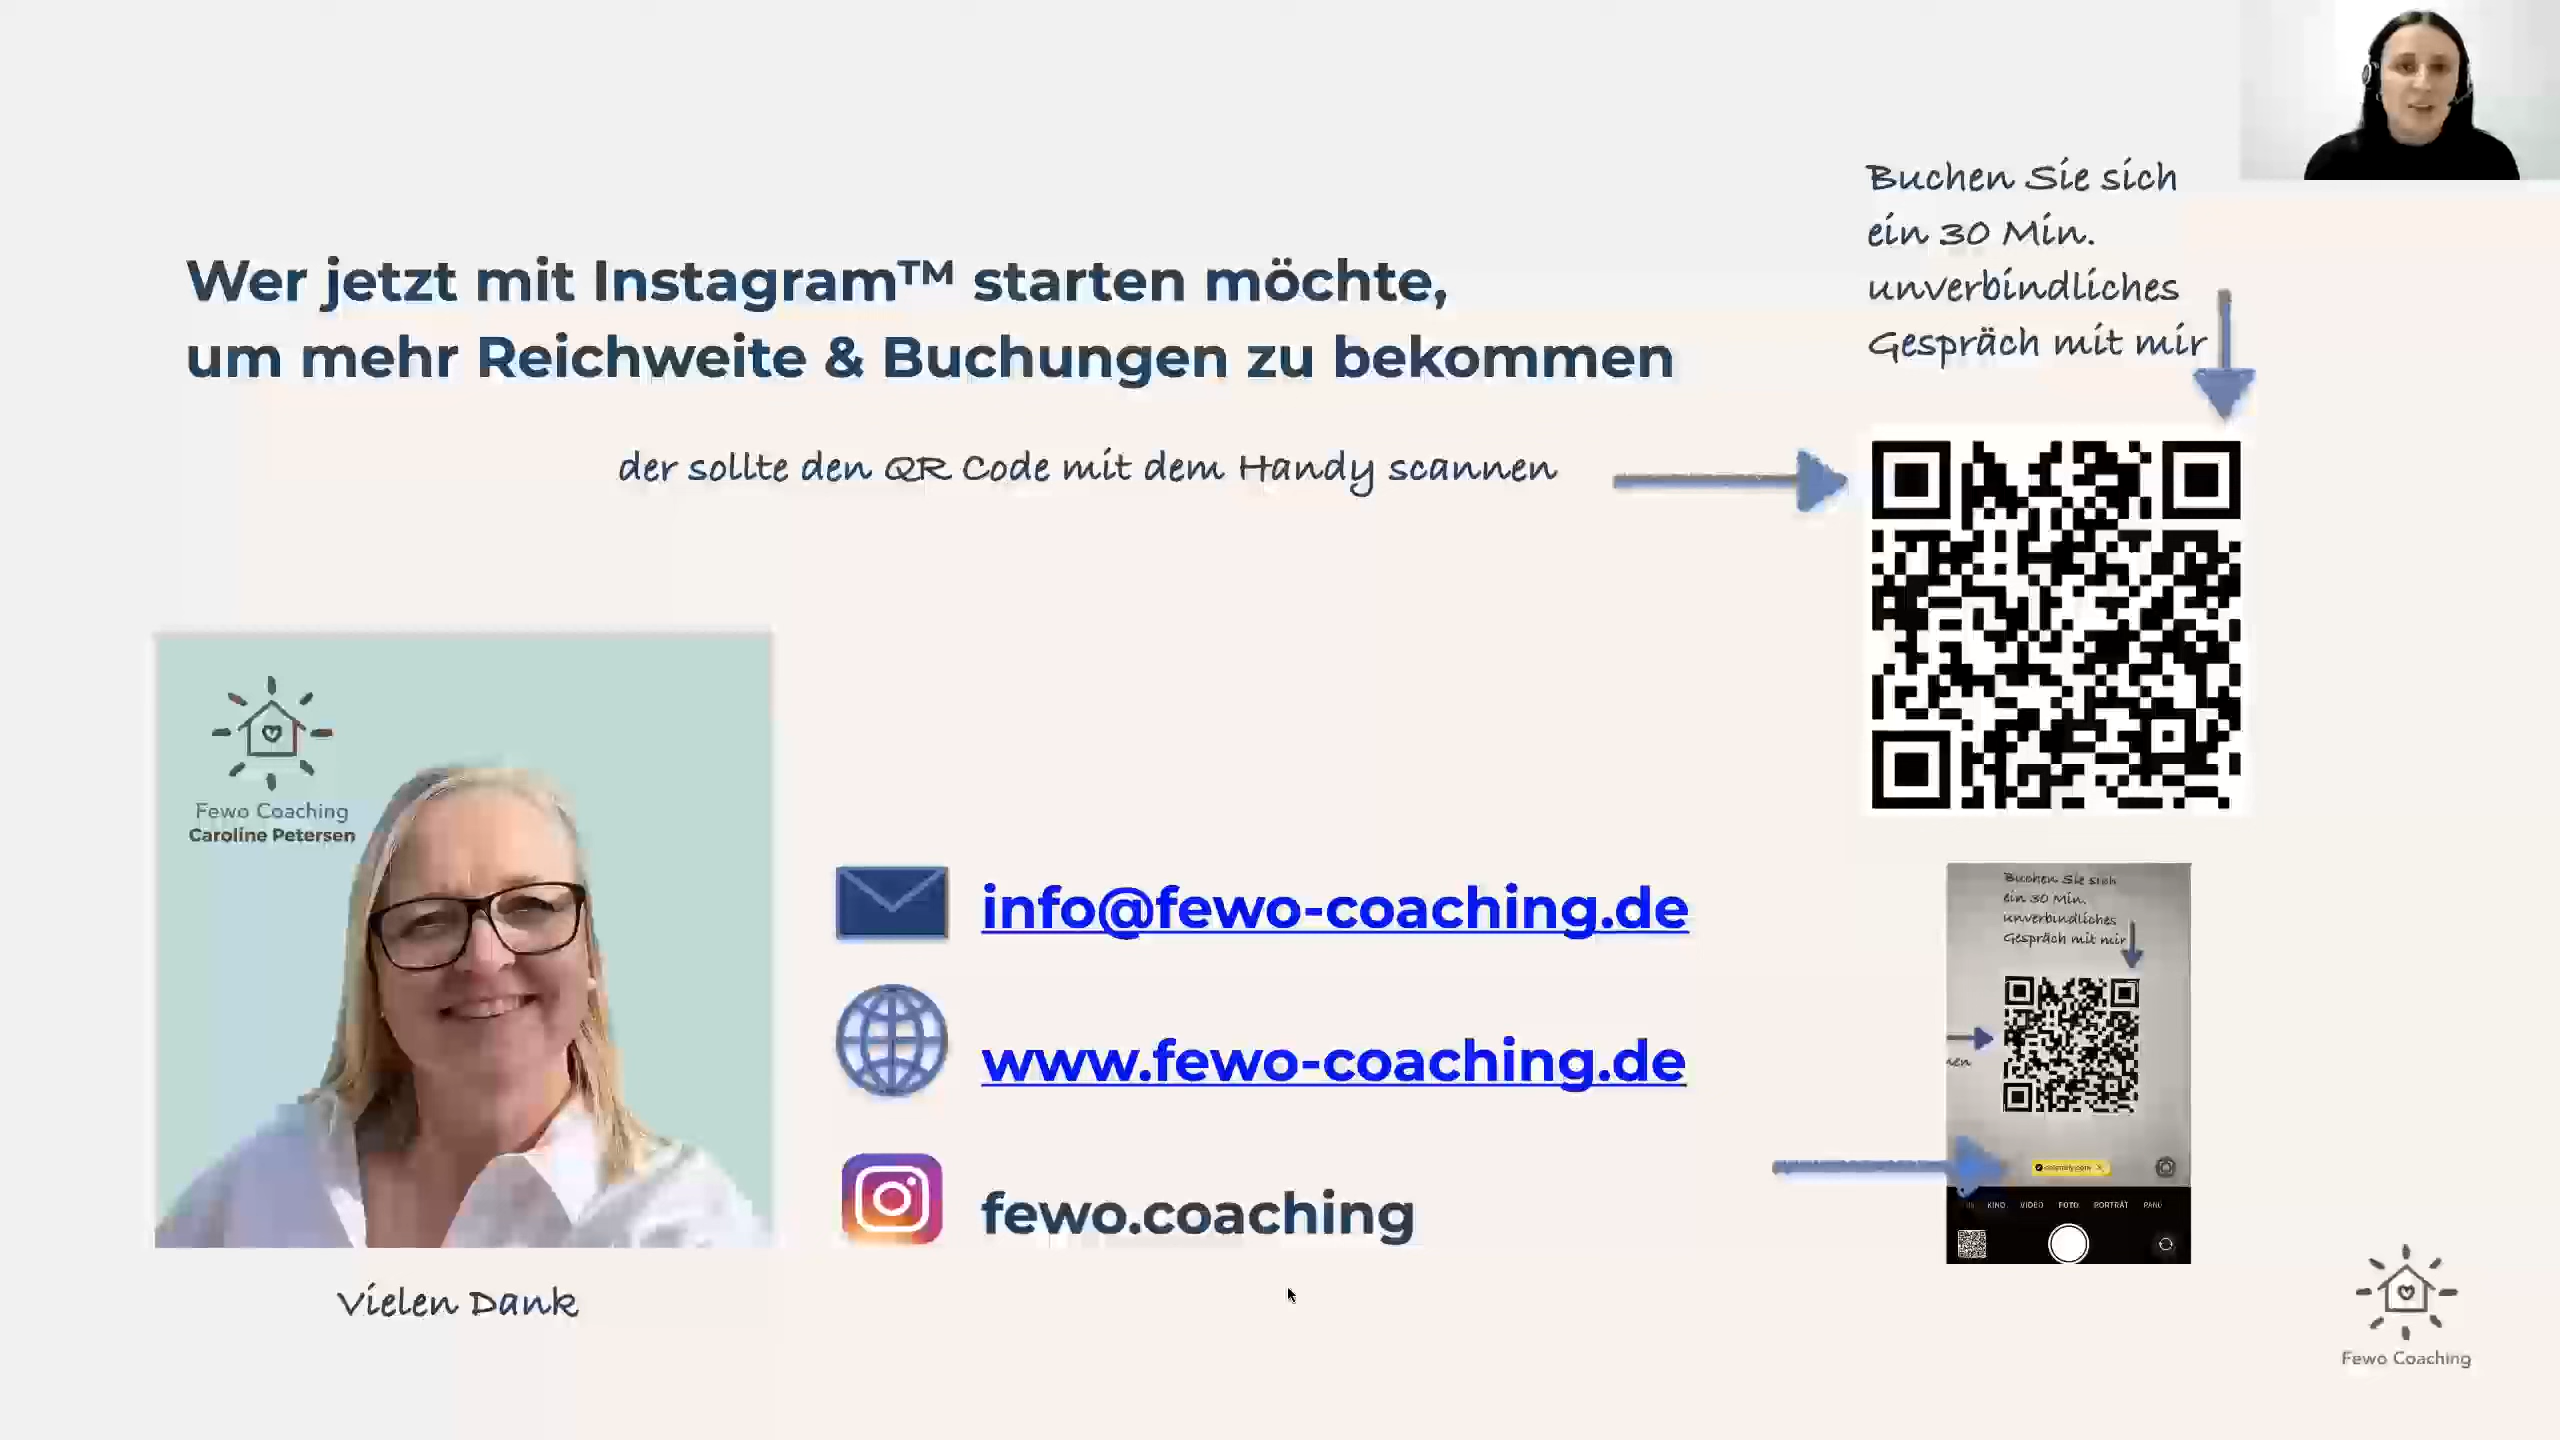 Buchen Sie sich
ein 30 Min.
unverbindliches
Gespräch mit mir
Wer jetzt mit Instagram™ starten möchte,
um mehr Reichweite & Buchungen zu bekommen
der sollte den QR Code mit dem Handy scannen
Fewo Coaching
Caroline Petersen
info@fewo-coaching.de
www.fewo-coaching.de
fewo.coaching
Vielen Dank
Buchen Sie sich
ein 30 Min.
unverbindliches
Gespräch mit mir
nen
KINO VIDEO FOTO PORTRÄT PANO
Fewo Coaching